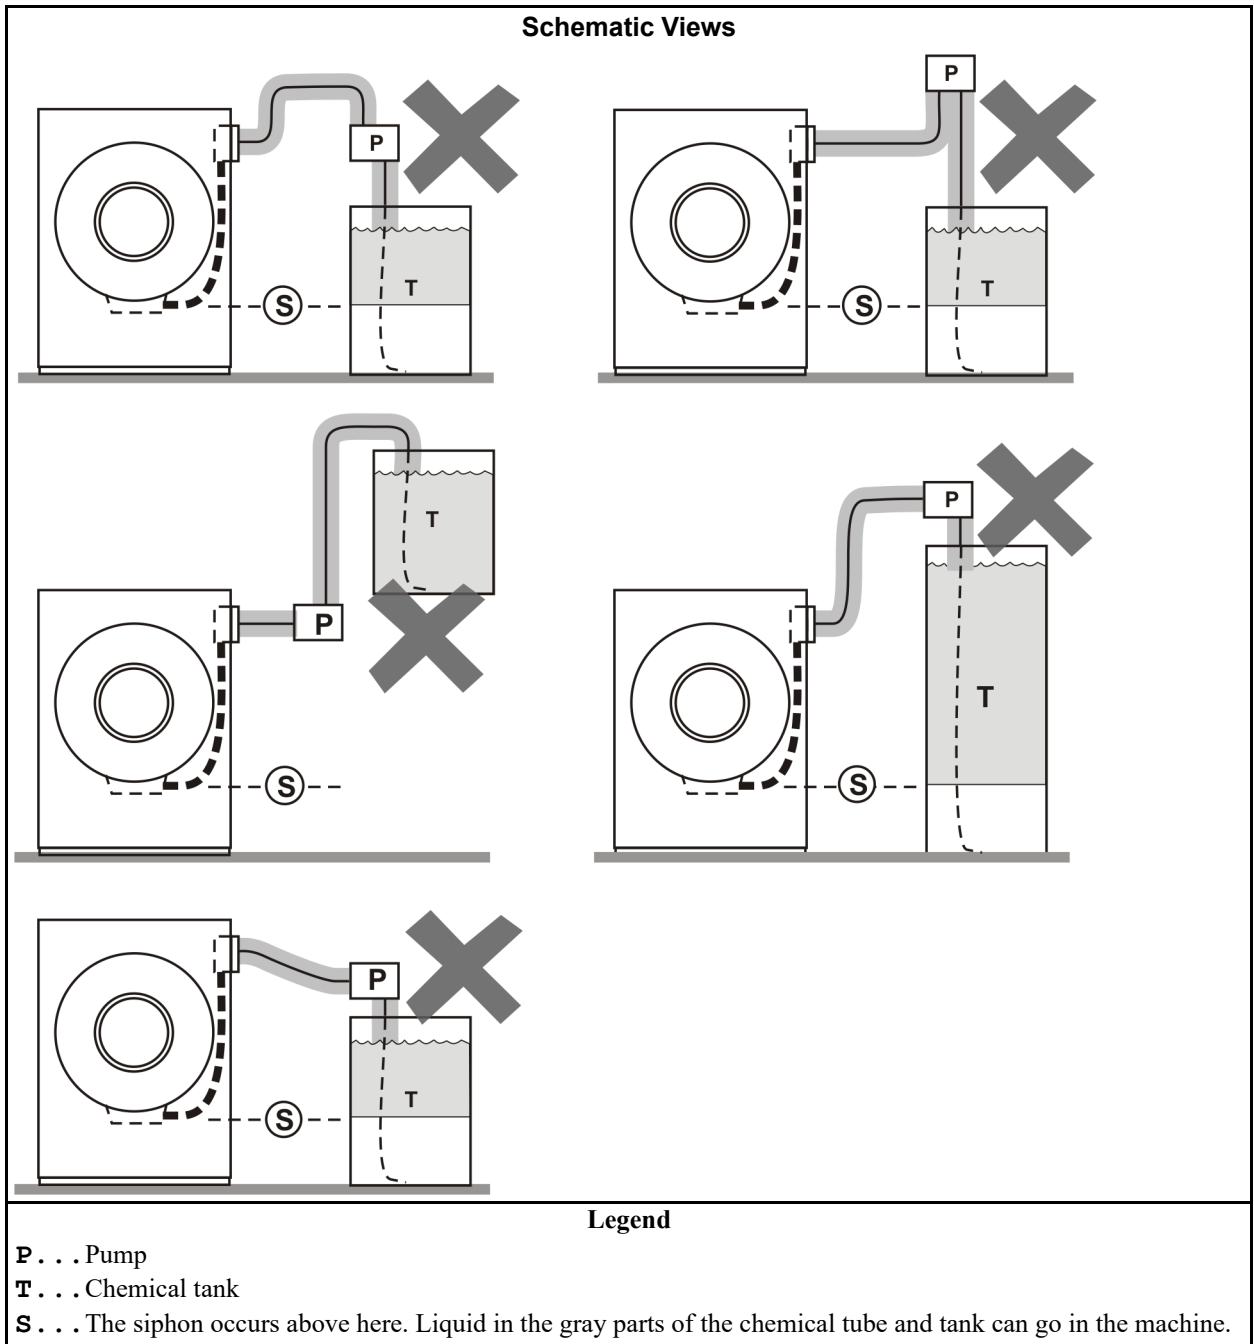 Schematic Views
P
T
S
P
T
S
T
P
S
P
T
S
P
T
S
Legend
P...Pump
T...Chemical tank
S...The siphon occurs above here. Liquid in the gray parts of the chemical tube and tank can go in the machine.